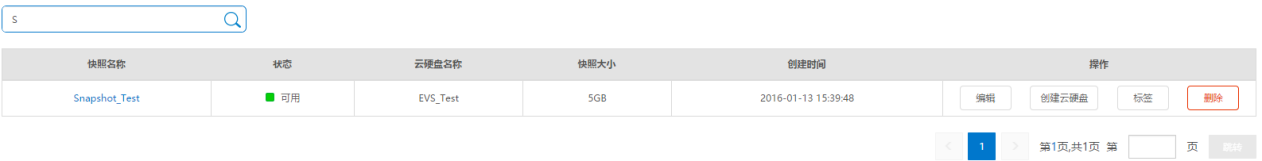 S
快照名称 状态 云硬盘名称 快照大小 创建时间 操作
Snapshot_Test 可用 EVS_Test 5GB 2016-01-13 15:39:48 编辑 创建云硬盘 标签 删除
< 1 > 第1页,共1页 第 页 跳转